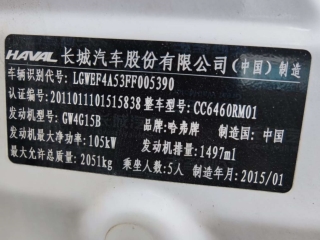 HAVAL 长城汽车股份有限公司(中国)制造
车辆识别代号: LGWEF4A53FF005390
认证编号: 2011011101515838 整车型号: CC6460RM01
发动机型号: GW4G15B 品牌: 哈弗牌 制造国: 中国
发动机最大净功率: 105kW 发动机排量: 1497ml
最大允许总质量: 2051kg 乘坐人数: 5人 制造年月: 2015/01